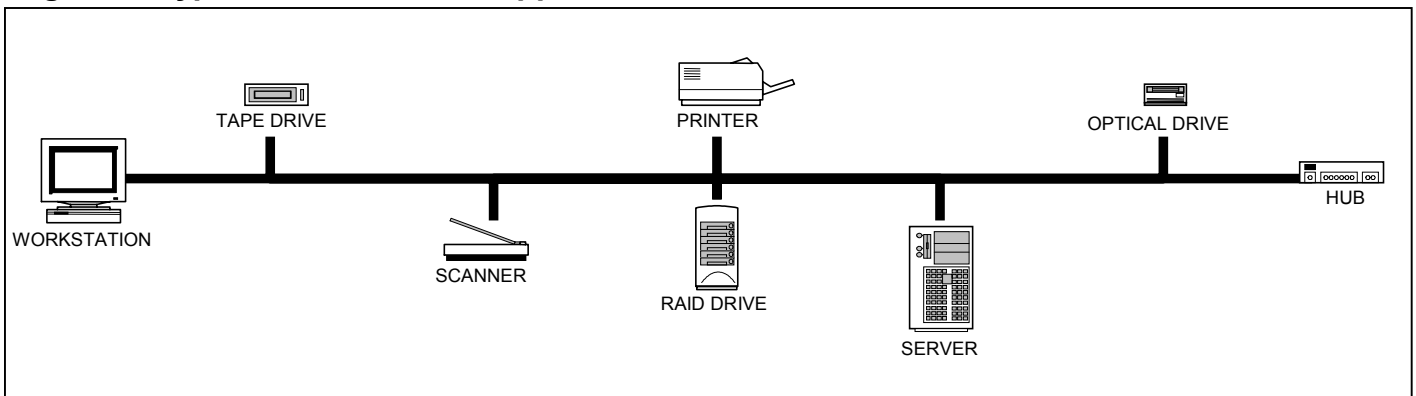 TAPE DRIVE
PRINTER
OPTICAL DRIVE
HUB
WORKSTATION
SCANNER
RAID DRIVE
SERVER